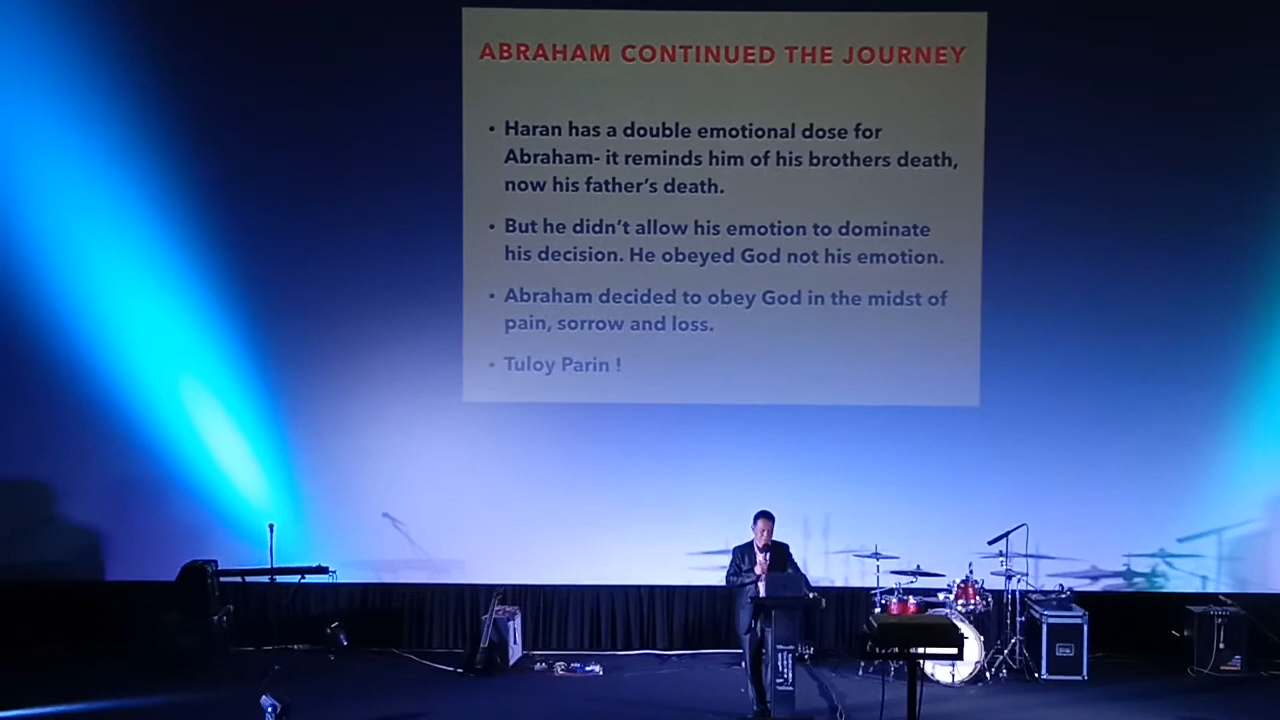 ABRAHAM CONTINUED THE JOURNEY
• Haran has a double emotional dose for
Abraham- it reminds him of his brothers death,
now his father's death.
• But he didn't allow his emotion to dominate
his decision. He obeyed God not his emotion.
• Abraham decided to obey God in the midst of
pain, sorrow and loss.
• Tuloy Parin !